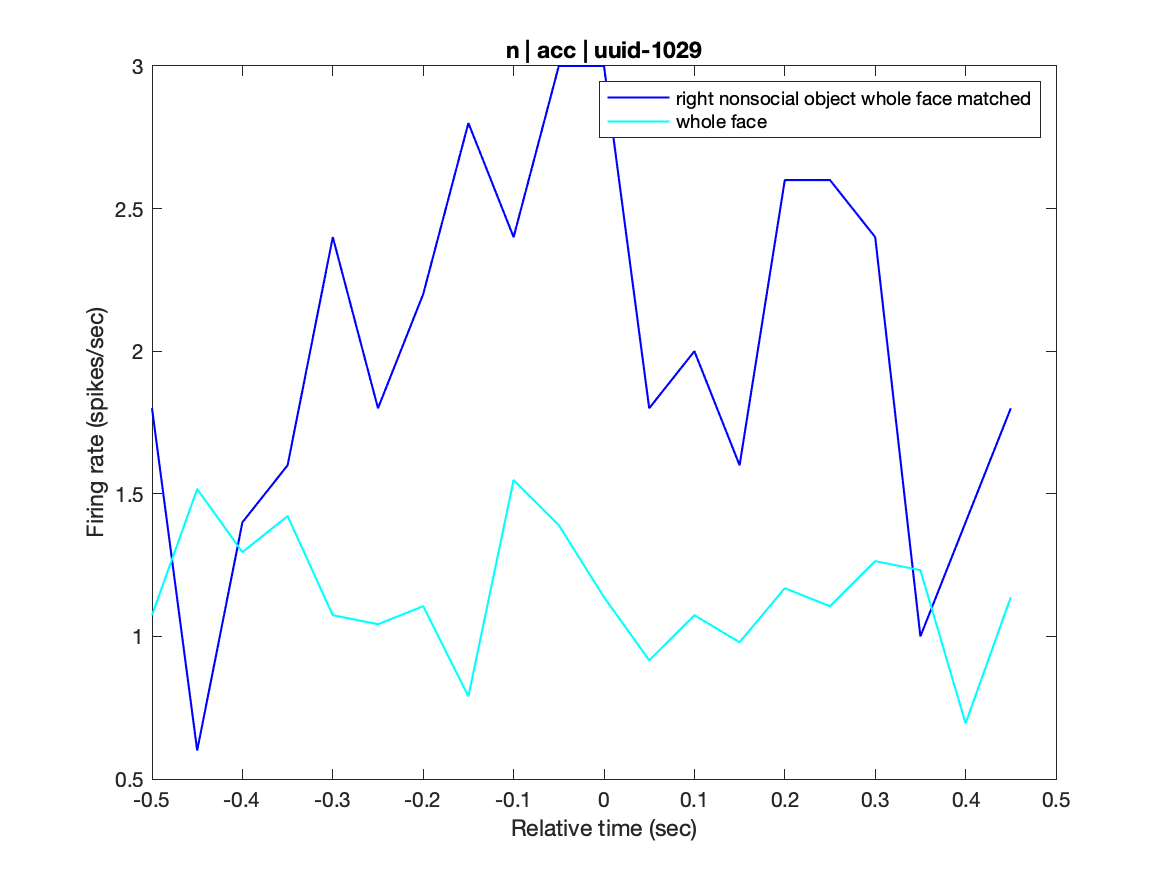 n | acc | uuid-1029
right nonsocial object whole face matched
whole face
Firing rate (spikes/sec)
3
2.5
2
1.5
1
0.5
-0.5 -0.4 -0.3 -0.2 -0.1 0 0.1 0.2 0.3 0.4 0.5
Relative time (sec)